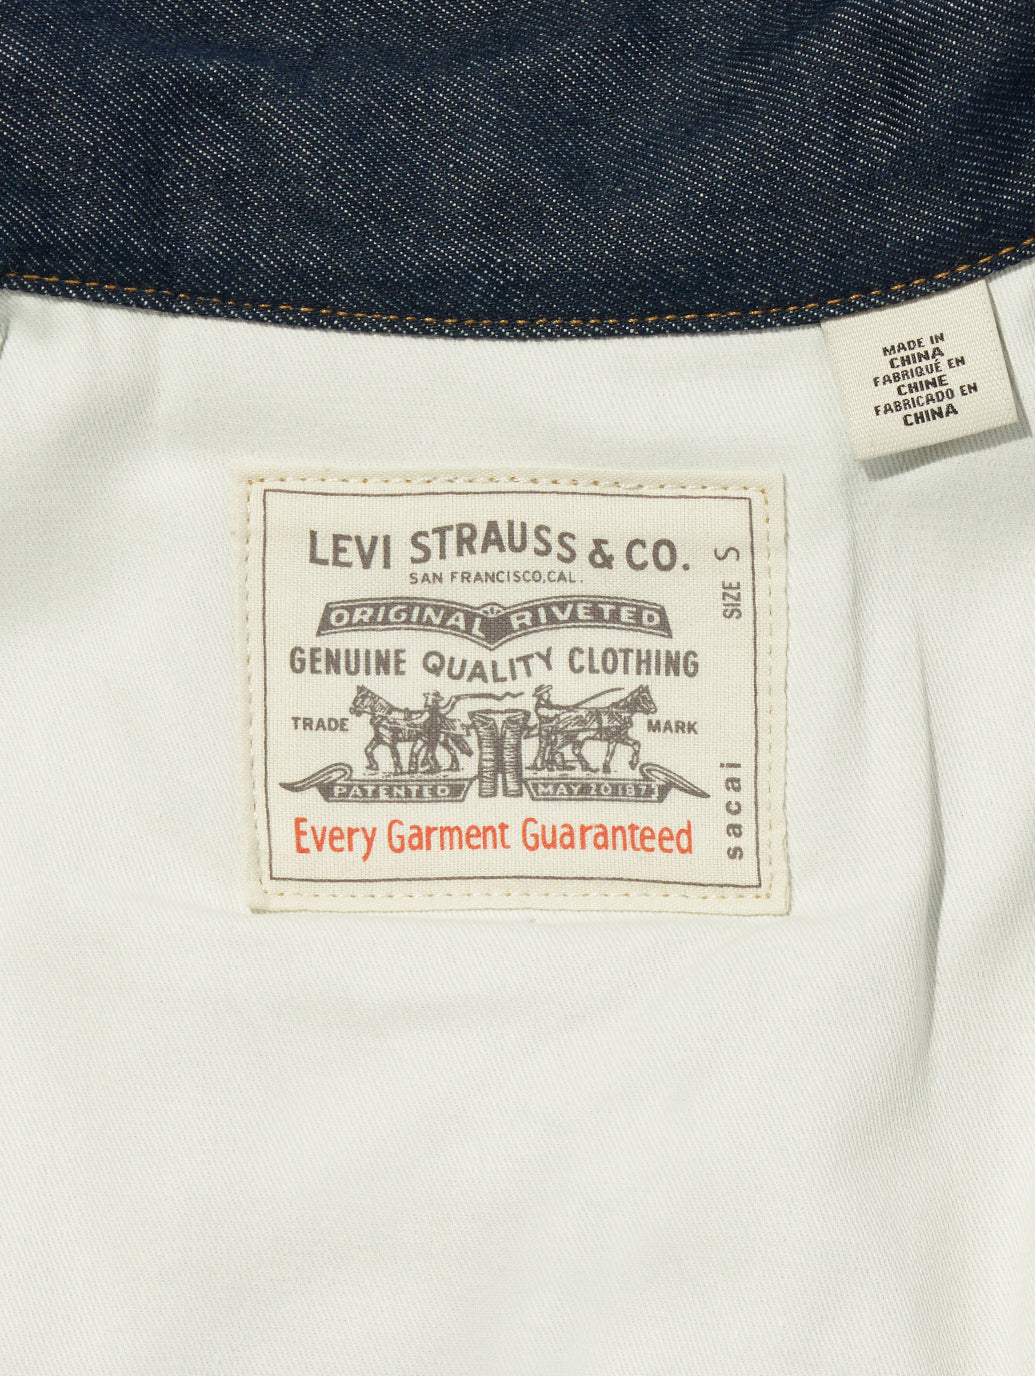 MADE IN
CHINA
FABRIQUÉ EN
CHINE
FABRICADO EN
CHINA
LEVI STRAUSS & CO.
SAN FRANCISCO, CAL.
ORIGINAL RIVETED
GENUINE QUALITY CLOTHING
TRADE MARK
PATENTED MAY 20 1873
Every Garment Guaranteed
SIZE S
sacai